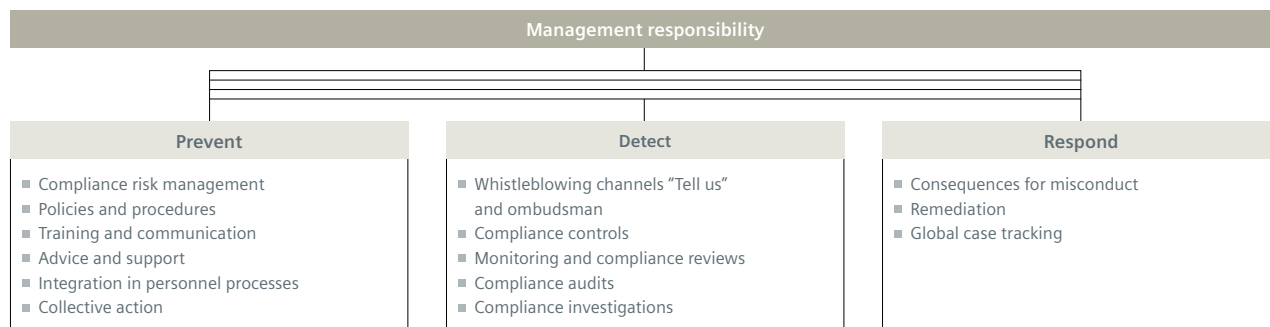 Management responsibility
Prevent
Compliance risk management
Policies and procedures
Training and communication
Advice and support
Integration in personnel processes
Collective action
Detect
Whistleblowing channels “Tell us”
and ombudsman
Compliance controls
Monitoring and compliance reviews
Compliance audits
Compliance investigations
Respond
Consequences for misconduct
Remediation
Global case tracking